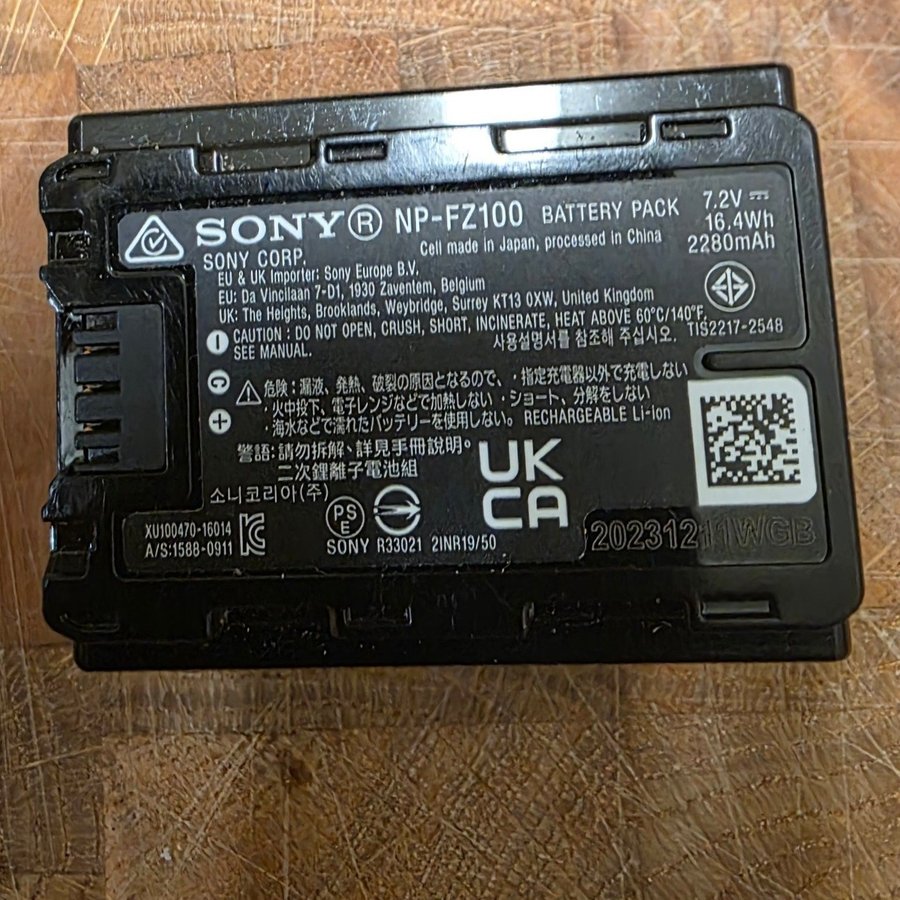 SONY® NP-FZ100 BATTERY PACK
7.2V ⎓
16.4Wh
2280mAh
Cell made in Japan, processed in China
SONY CORP.
EU & UK Importer: Sony Europe B.V.
EU: Da Vincilaan 7-D1, 1930 Zaventem, Belgium
UK: The Heights, Brooklands, Weybridge, Surrey KT13 0XW, United Kingdom
TIS2217-2548
CAUTION : DO NOT OPEN, CRUSH, SHORT, INCINERATE, HEAT ABOVE 60°C/140°F.
SEE MANUAL.
사용설명서를 참조해 주십시오.
⚠危険：漏液、発熱、破裂の原因となるので、・指定充電器以外で充電しない
・火中投下、電子レンジなどで加熱しない ・ショート、分解をしない
・海水などで濡れたバッテリーを使用しない。 RECHARGEABLE Li-ion
− C +
警語：請勿拆解、詳見手冊說明。
二次鋰離子電池組
UK
CA
소니코리아(주)
XU100470-16014
A/S:1588-0911
PS
E
SONY R33021 2INR19/50
20231211WGB